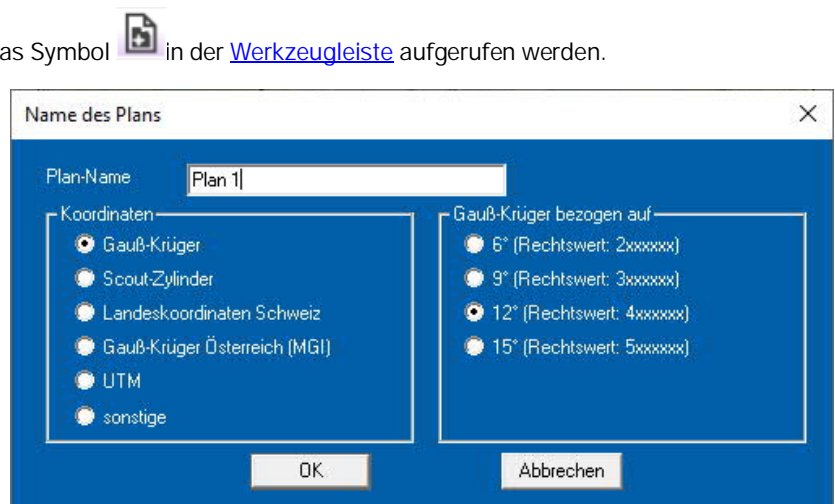 as Symbol in der Werkzeugleiste aufgerufen werden.
Name des Plans
Plan-Name Plan 1
Koordinaten
Gauß-Krüger
Scout-Zylinder
Landeskoordinaten Schweiz
Gauß-Krüger Österreich (MGI)
UTM
sonstige
Gauß-Krüger bezogen auf
6° (Rechtswert: 2xxxxxx)
9° (Rechtswert: 3xxxxxx)
12° (Rechtswert: 4xxxxxx)
15° (Rechtswert: 5xxxxxx)
OK Abbrechen